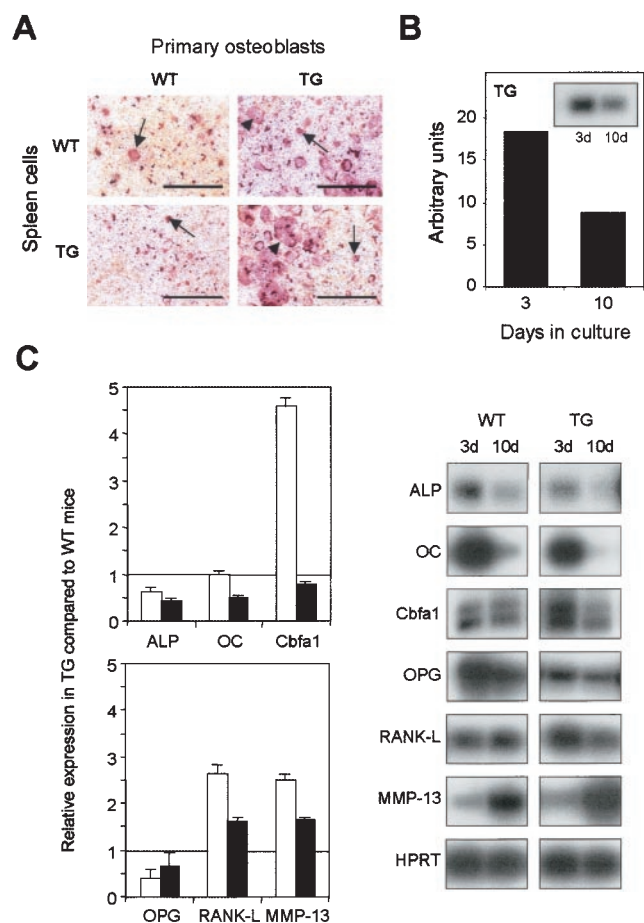 A
Primary osteoblasts
WT TG
Spleen cells
WT
TG
B
TG
3d 10d
Arbitrary units
20
15
10
5
0
3 10
Days in culture
C
Relative expression in TG compared to WT mice
5
4
3
2
1
0
ALP OC Cbfa1
5
4
3
2
1
0
OPG RANK-L MMP-13
WT TG
3d 10d 3d 10d
ALP
OC
Cbfa1
OPG
RANK-L
MMP-13
HPRT